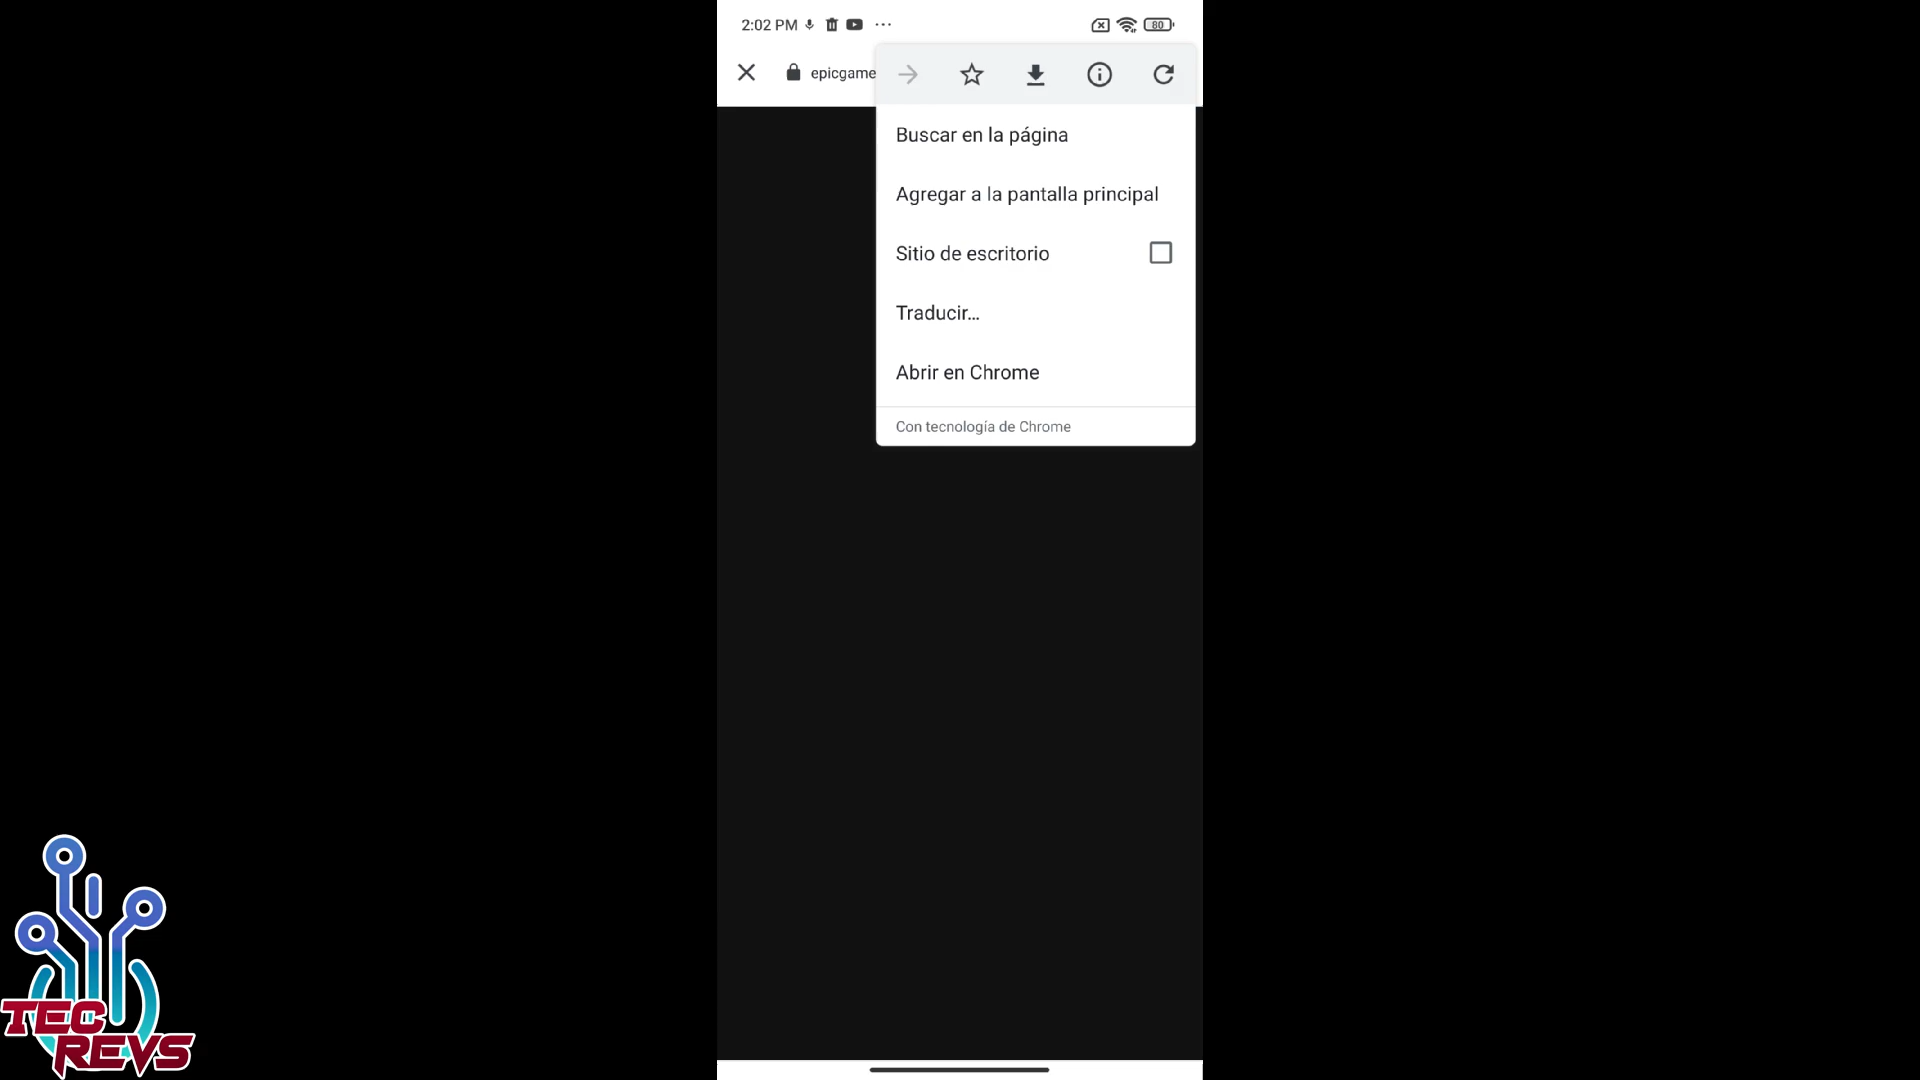 2:02 PM
80
epicgame
Buscar en la página
Agregar a la pantalla principal
Sitio de escritorio
Traducir...
Abrir en Chrome
Con tecnología de Chrome
TEC
REVS